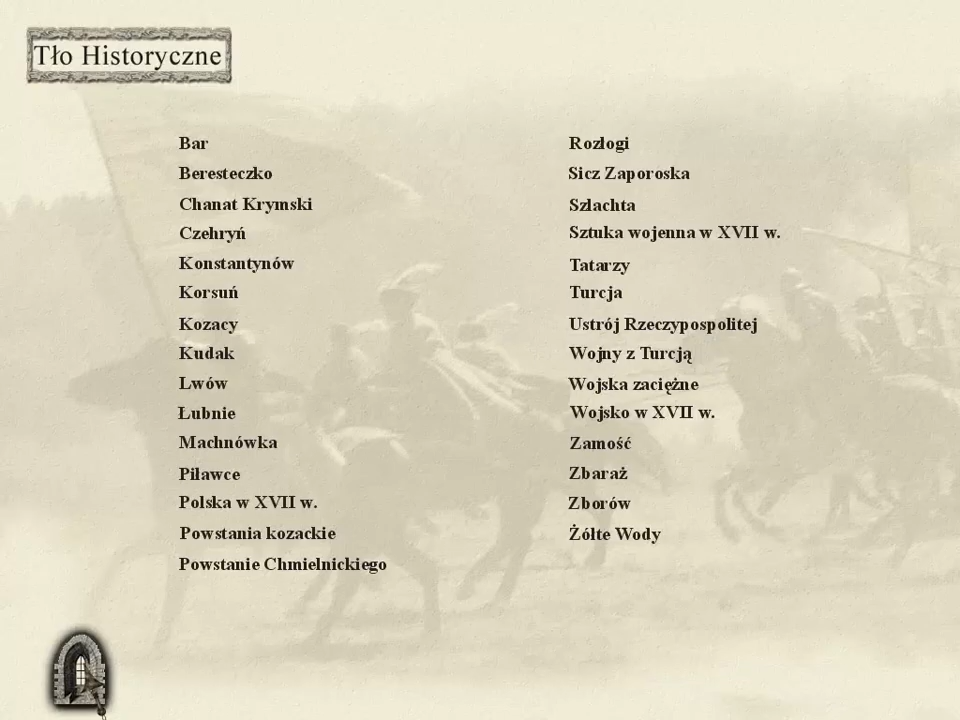 Tło Historyczne
Bar
Beresteczko
Chanat Krymski
Czehryń
Konstantynów
Korsuń
Kozacy
Kudak
Lwów
Łubnie
Machnówka
Piławce
Polska w XVII w.
Powstania kozackie
Powstanie Chmielnickiego
Rozłogi
Sicz Zaporoska
Szlachta
Sztuka wojenna w XVII w.
Tatarzy
Turcja
Ustrój Rzeczypospolitej
Wojny z Turcją
Wojska zaciężne
Wojsko w XVII w.
Zamość
Zbaraż
Zborów
Żółte Wody